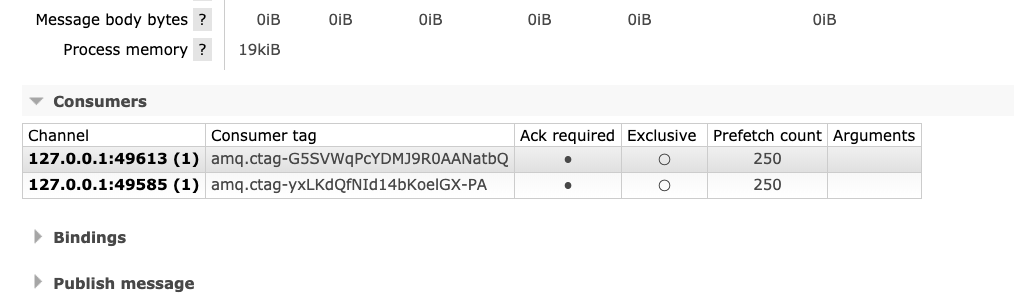 Message body bytes ? 0iB 0iB 0iB 0iB 0iB 0iB
Process memory ? 19kiB
Consumers
Channel Consumer tag Ack required Exclusive Prefetch count Arguments
127.0.0.1:49613 (1) amq.ctag-G5SVWqPcYDMJ9R0AANatbQ ● ○ 250
127.0.0.1:49585 (1) amq.ctag-yxLKdQfNId14bKoelGX-PA ● ○ 250
Bindings
Publish message